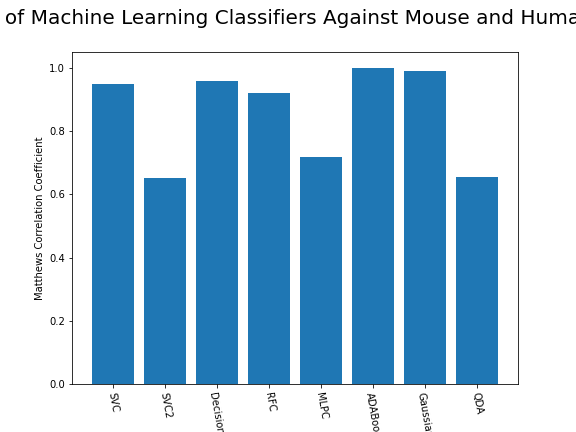 of Machine Learning Classifiers Against Mouse and Huma
1.0
0.8
0.6
0.4
0.2
0.0
Matthews Correlation Coefficient
SVC
SVC2
Decision
RFC
MLPC
ADABoo
Gaussia
QDA